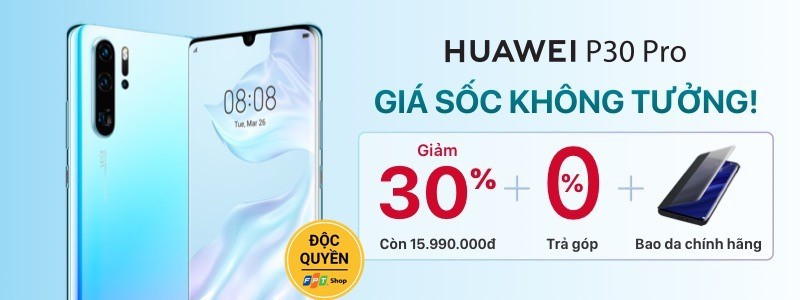 HUAWEI P30 Pro
GIÁ SỐC KHÔNG TƯỞNG!
08:08
Tue, Mar 26
Giảm
30% + 0% +
Còn 15.990.000đ
Trả góp
Bao da chính hãng
ĐỘC
QUYỀN
FPT Shop